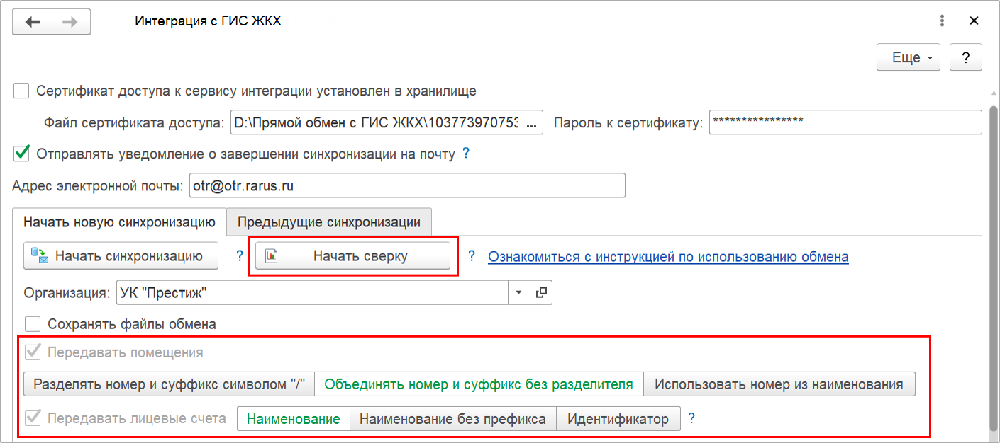 Интеграция с ГИС ЖКХ
Еще ?
Сертификат доступа к сервису интеграции установлен в хранилище
Файл сертификата доступа: D:\Прямой обмен с ГИС ЖКХ\103773970753 ... Пароль к сертификату: ****************
Отправлять уведомление о завершении синхронизации на почту ?
Адрес электронной почты: otr@otr.rarus.ru
Начать новую синхронизацию Предыдущие синхронизации
Начать синхронизацию ? Начать сверку ? Ознакомиться с инструкцией по использованию обмена
Организация: УК "Престиж"
Сохранять файлы обмена
Передавать помещения
Разделять номер и суффикс символом "/" Объединять номер и суффикс без разделителя Использовать номер из наименования
Передавать лицевые счета Наименование Наименование без префикса Идентификатор ?